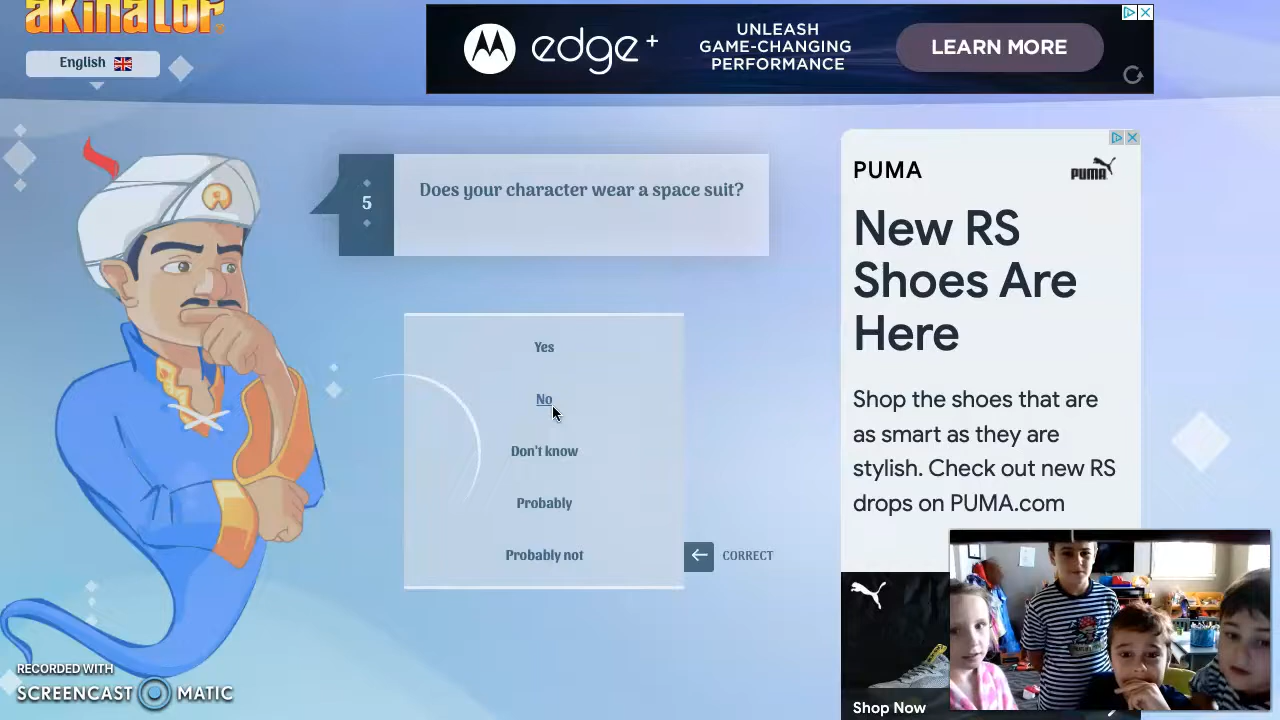 akinator
English
edge+
UNLEASH
GAME-CHANGING
PERFORMANCE
LEARN MORE
5
Does your character wear a space suit?
Yes
No
Don't know
Probably
Probably not
CORRECT
PUMA
PUMA
New RS
Shoes Are
Here
Shop the shoes that are
as smart as they are
stylish. Check out new RS
drops on PUMA.com
Shop Now
RECORDED WITH
SCREENCAST MATIC